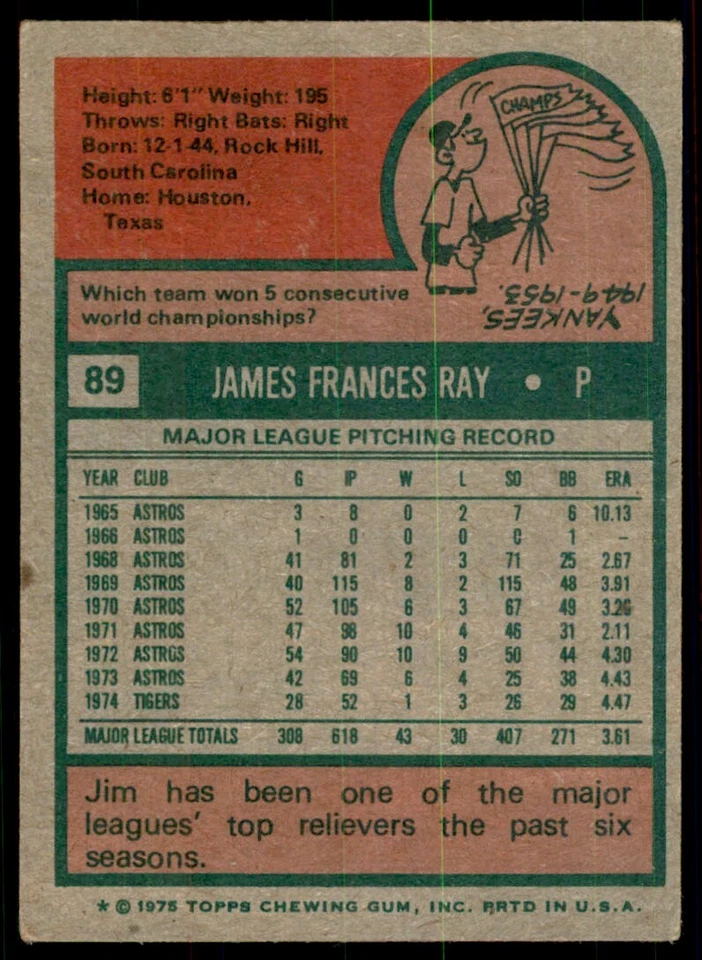 Height: 6'1" Weight: 195
Throws: Right Bats: Right
Born: 12-1-44, Rock Hill,
South Carolina
Home: Houston,
Texas
CHAMPS
Which team won 5 consecutive
world championships?
YANKEES,
1949-1953.
89 JAMES FRANCES RAY • P
MAJOR LEAGUE PITCHING RECORD
YEAR CLUB G IP W L SO BB ERA
1965 ASTROS 3 8 0 2 7 6 10.13
1966 ASTROS 1 0 0 0 0 1 –
1968 ASTROS 41 81 2 3 71 25 2.67
1969 ASTROS 40 115 8 2 115 48 3.91
1970 ASTROS 52 105 6 3 67 49 3.26
1971 ASTROS 47 98 10 4 46 31 2.11
1972 ASTROS 54 90 10 9 50 44 4.30
1973 ASTROS 42 69 6 4 25 38 4.43
1974 TIGERS 28 52 1 3 26 29 4.47
MAJOR LEAGUE TOTALS 308 618 43 30 407 271 3.61
Jim has been one of the major
leagues' top relievers the past six
seasons.
* © 1975 TOPPS CHEWING GUM, INC. PRTD IN U.S.A.